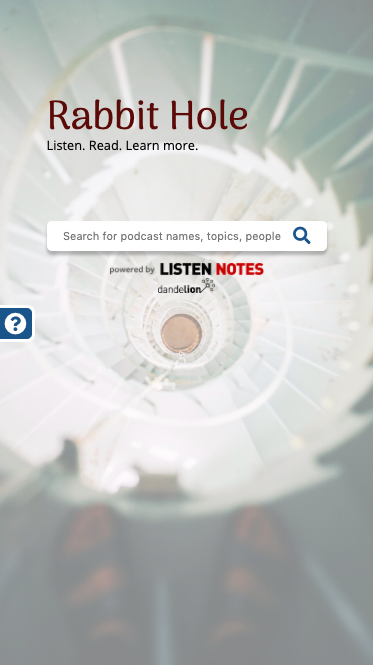 Rabbit Hole
Listen. Read. Learn more.
Search for podcast names, topics, people
powered by LISTEN NOTES
dandelion
?